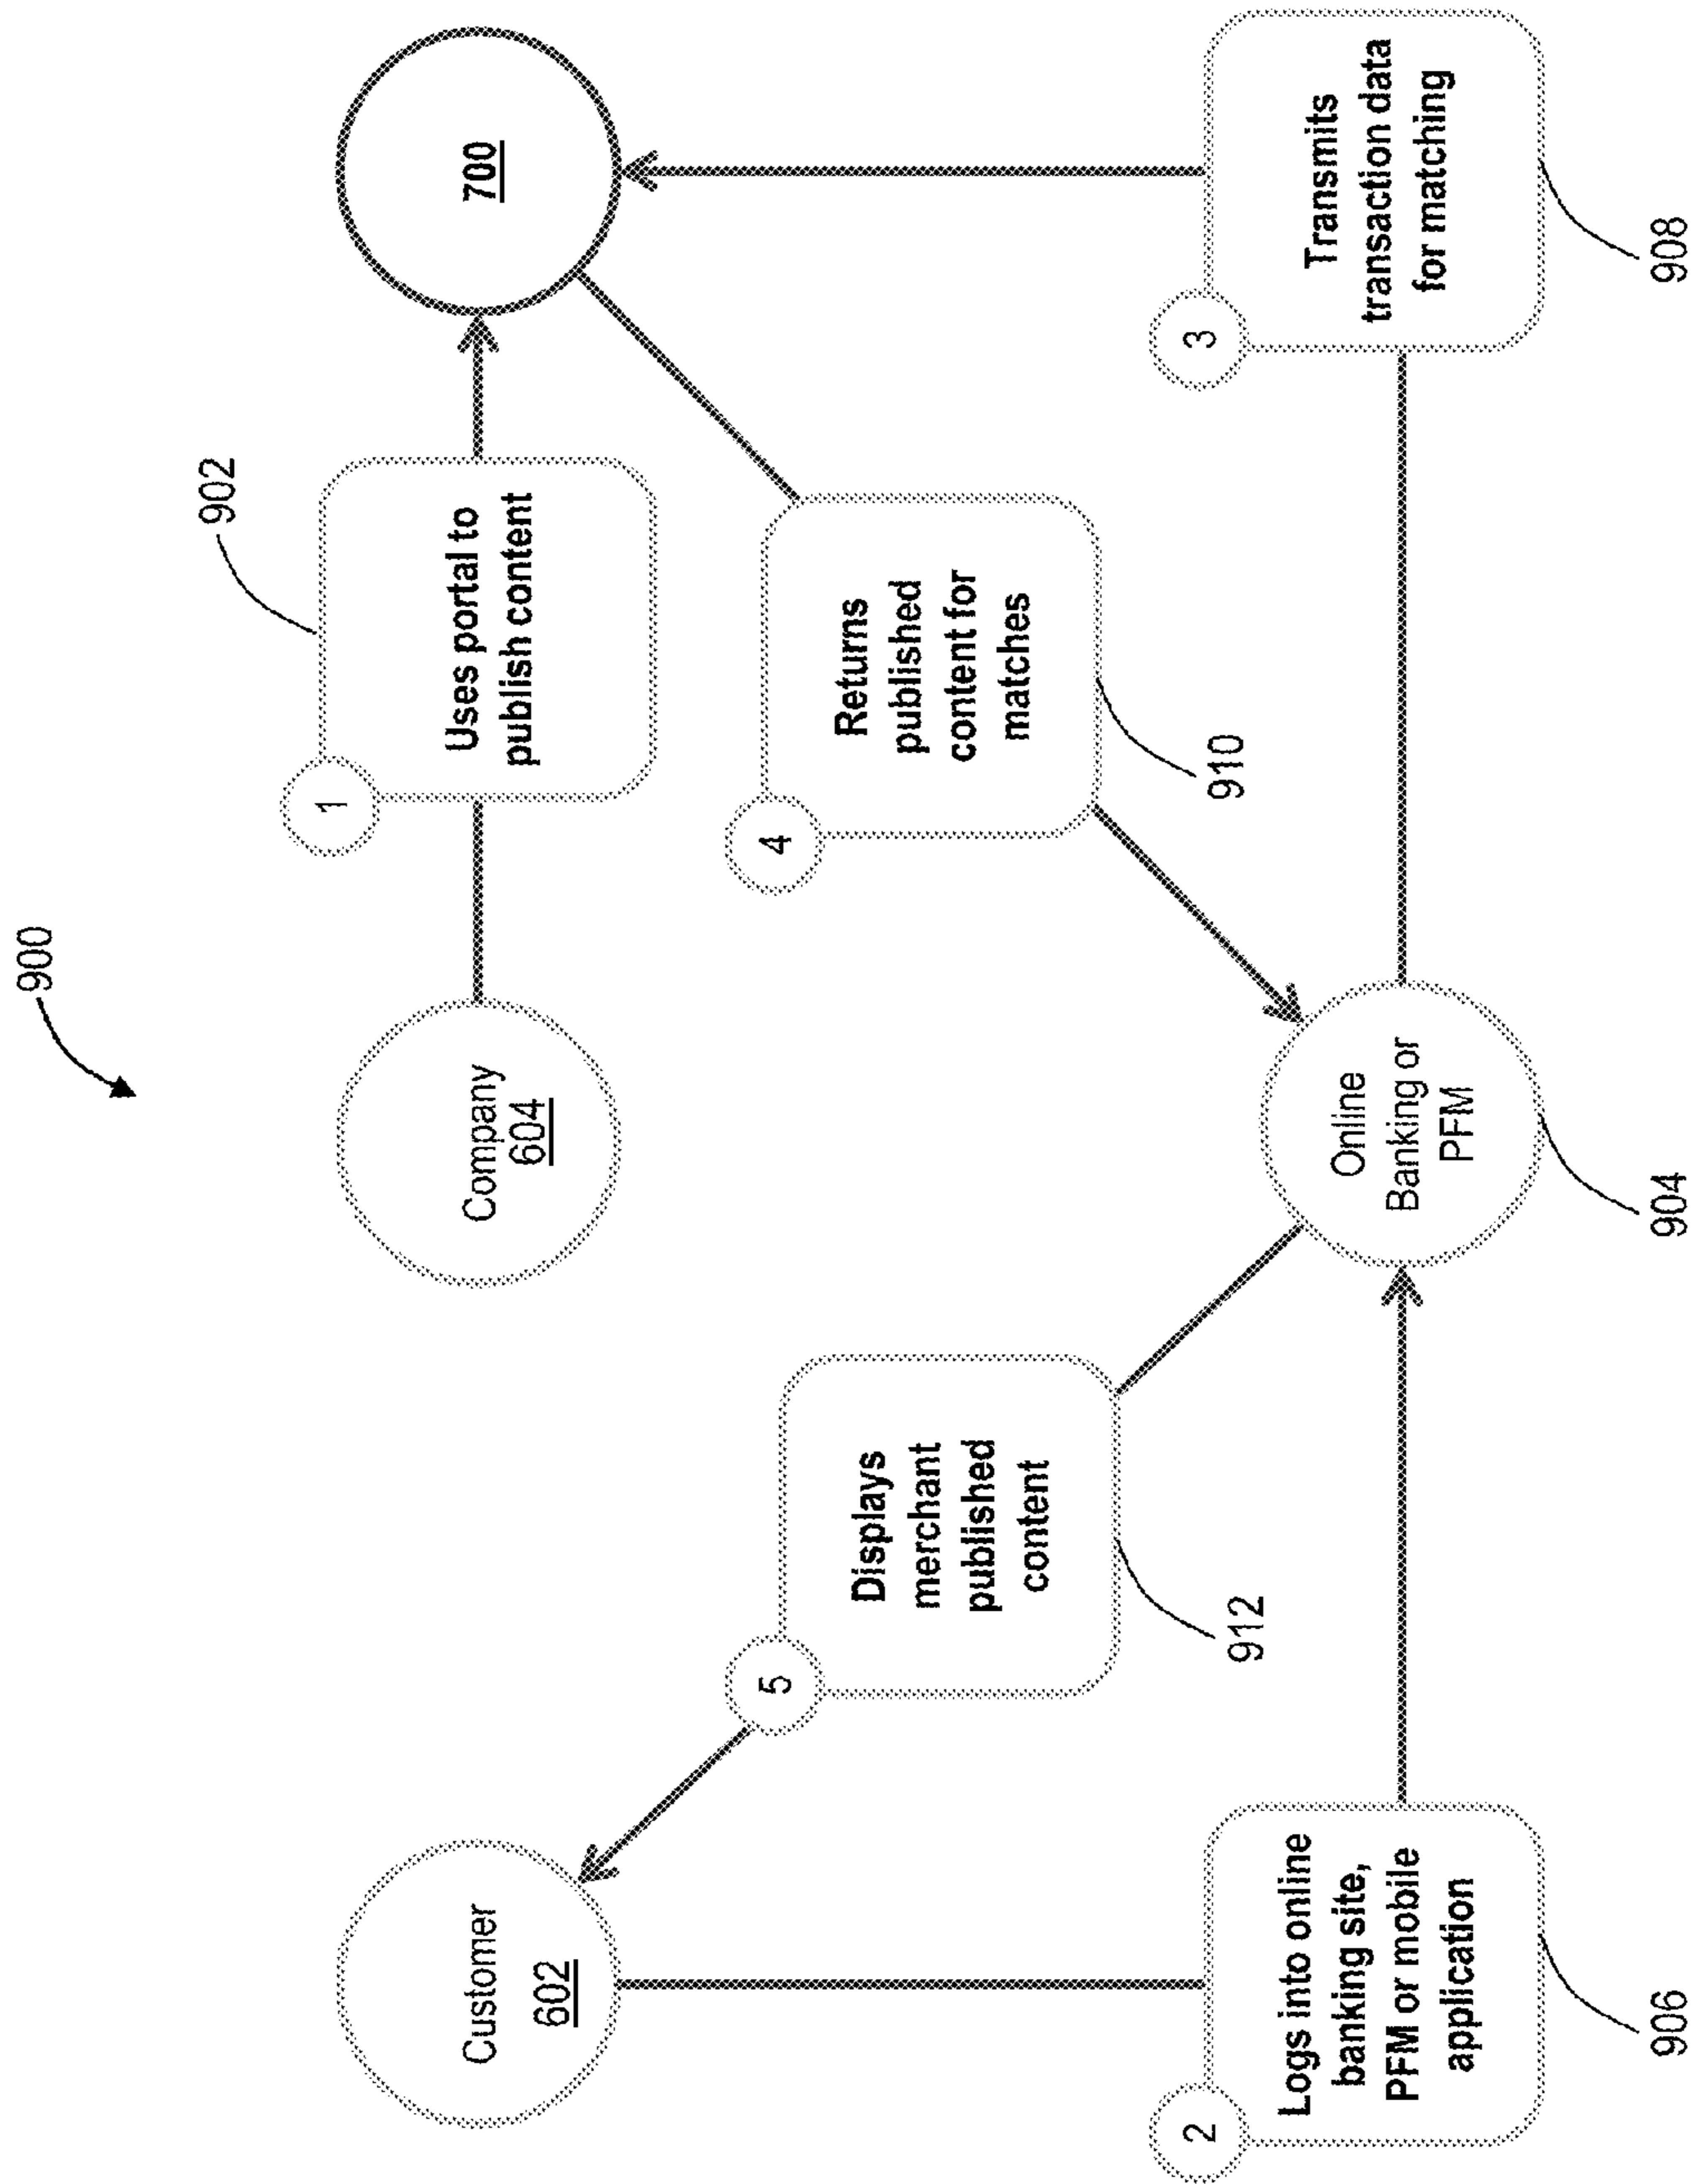 900
Customer
602
Company
604
1
Uses portal to
publish content
902
700
5
Displays
merchant
published
content
912
4
Returns
published
content for
matches
910
2
Logs into online
banking site,
PFM or mobile
application
906
Online
Banking or
PFM
904
3
Transmits
transaction data
for matching
908